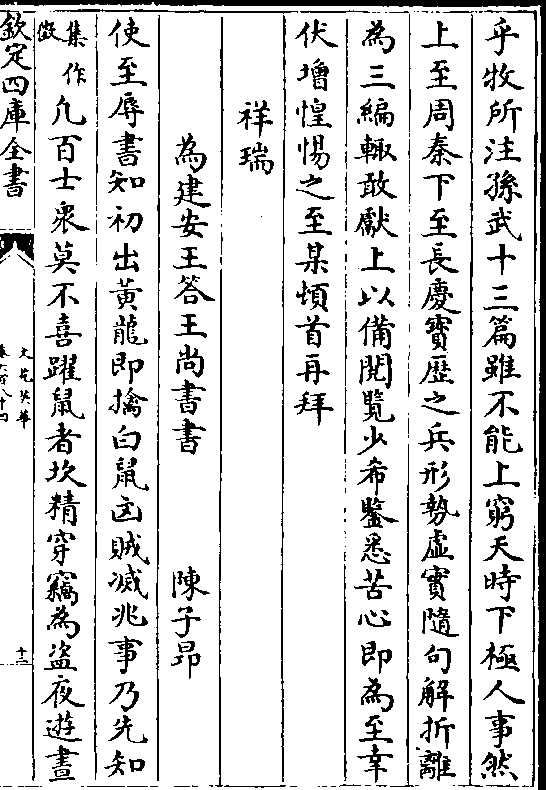 乎牧所注孫武十三篇雖不能上窮天時下極人事然
上至周秦下至長慶寶歷之兵形勢虛實隨句解折離
為三編輙敢獻上以備閱覽少希鑒悉苦心即為至幸
伏增惶惕之至某頓首再拜
祥瑞
為建安王答王尚書書 陳子昂
使至辱書知初出黃龍即擒白鼠凶賊滅兆事乃先知
集作
徴
凢百士衆莫不喜躍鼠者坎精穿竊為盜夜遊晝
欽定四庫全書
文苑英華
卷六百八十四
十三